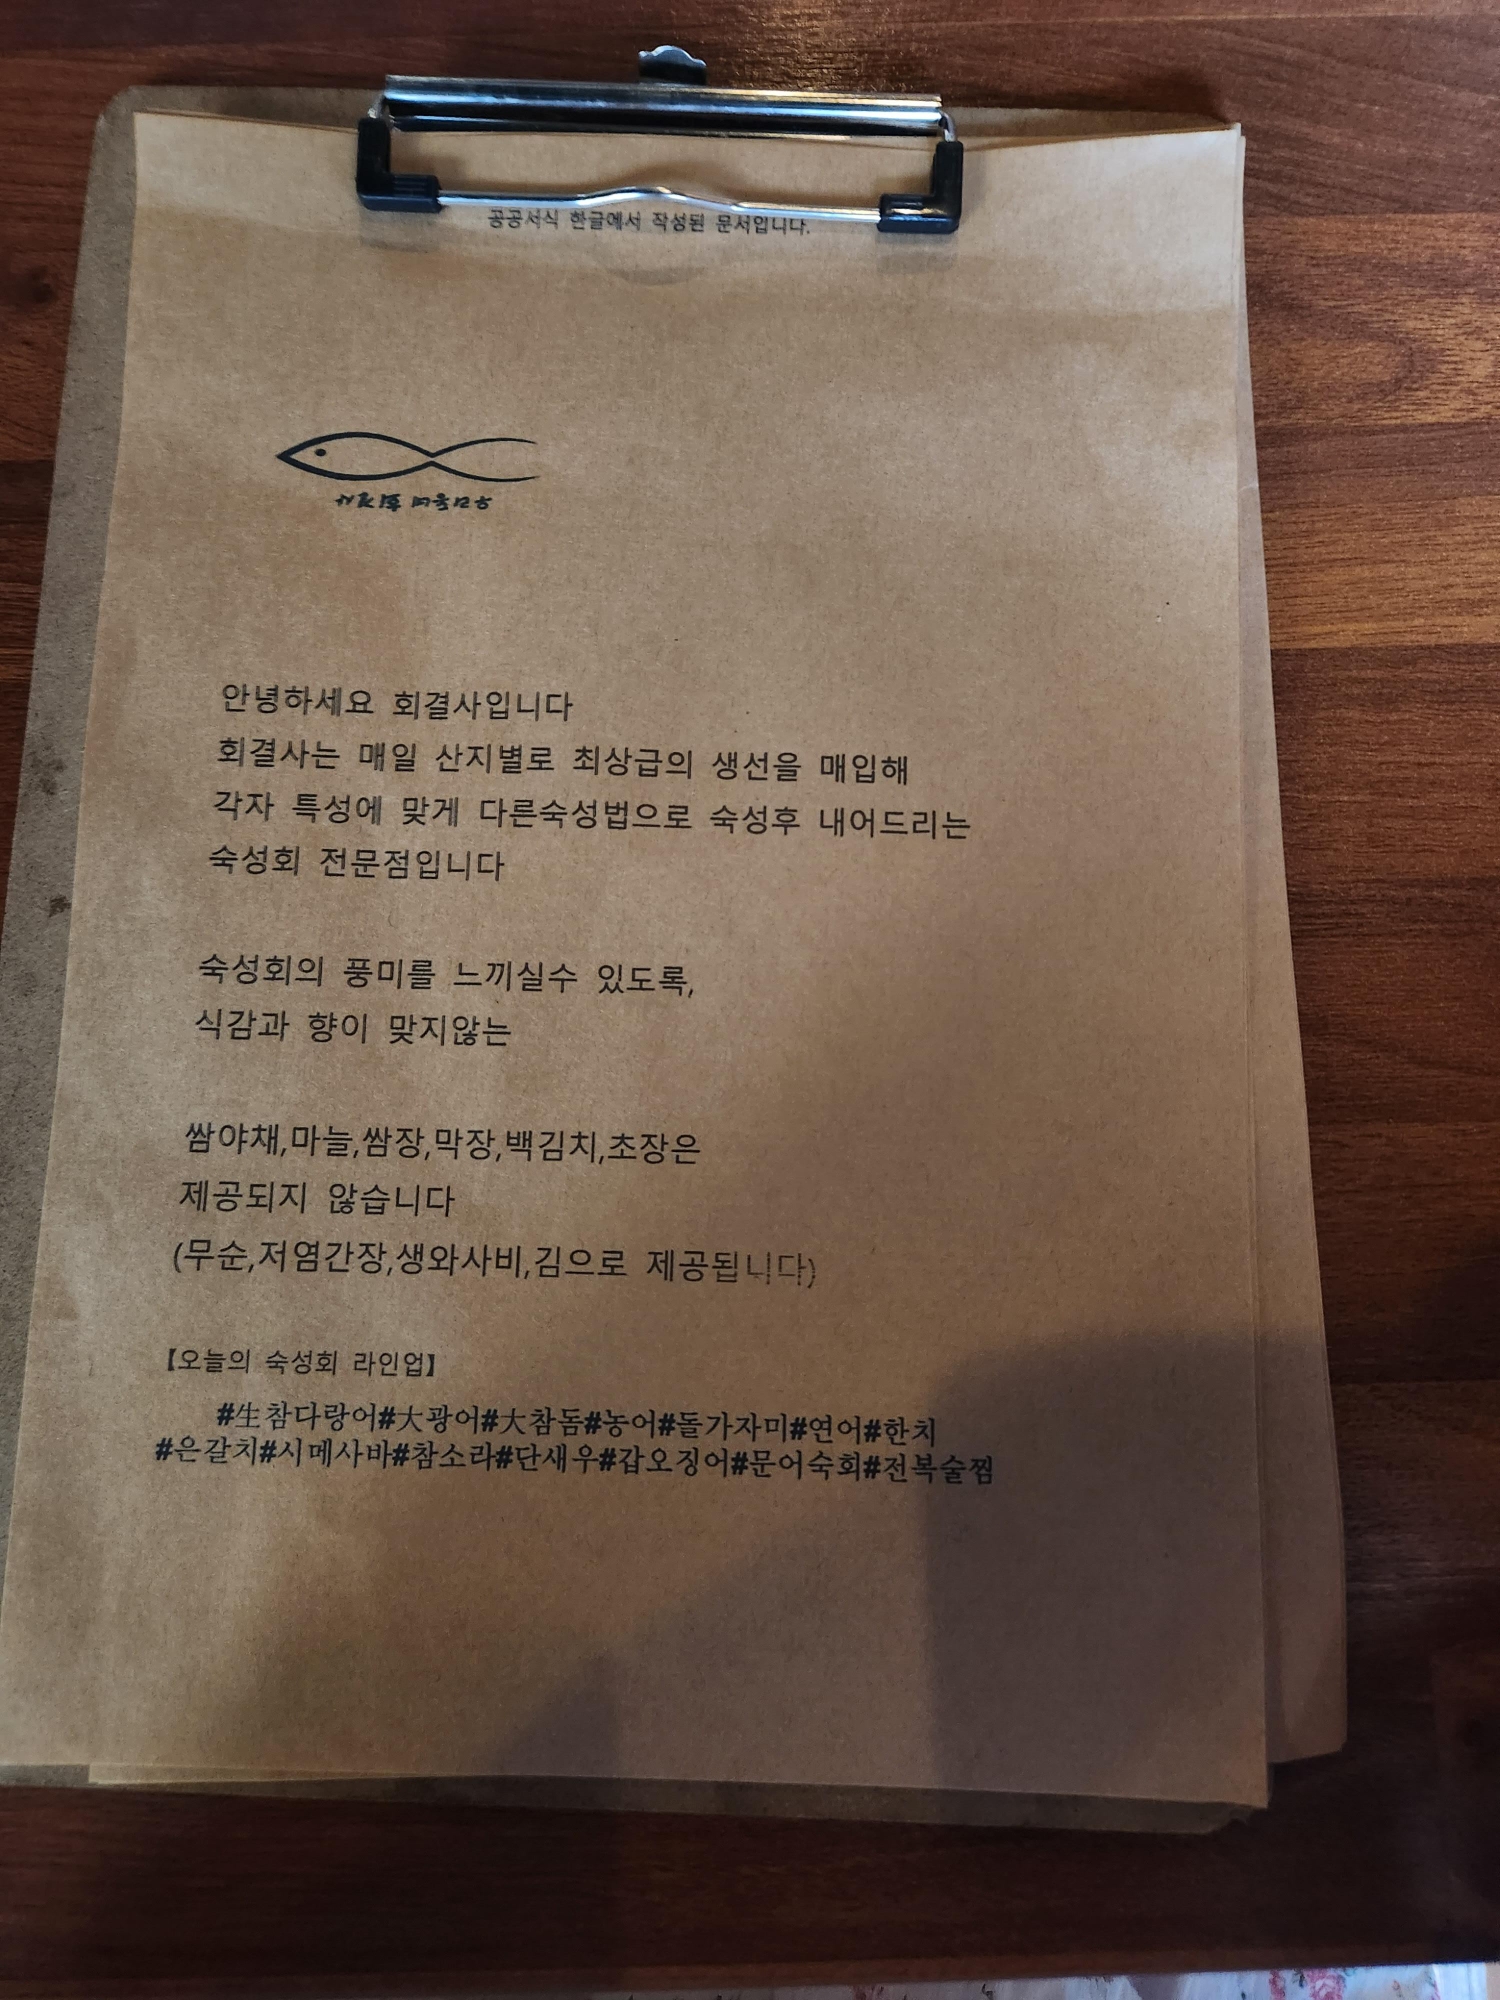 공공서식 한글에서 작성된 문서입니다.
안녕하세요 회결사입니다
회결사는 매일 산지별로 최상급의 생선을 매입해
각자 특성에 맞게 다른숙성법으로 숙성후 내어드리는
숙성회 전문점입니다
숙성회의 풍미를 느끼실수 있도록,
식감과 향이 맞지않는
쌈야채,마늘,쌈장,막장,백김치,초장은
제공되지 않습니다
(무순,저염간장,생와사비,김으로 제공됩니다)
【오늘의 숙성회 라인업】
#生참다랑어#大광어#大참돔#농어#돌가자미#연어#한치
#은갈치#시메사바#참소라#단새우#갑오징어#문어숙회#전복술찜